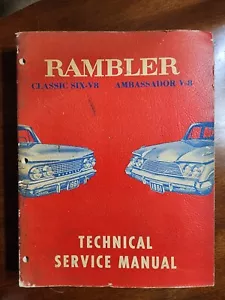 RAMBLER
CLASSIC SIX-V8 AMBASSADOR V-8
TECHNICAL
SERVICE MANUAL